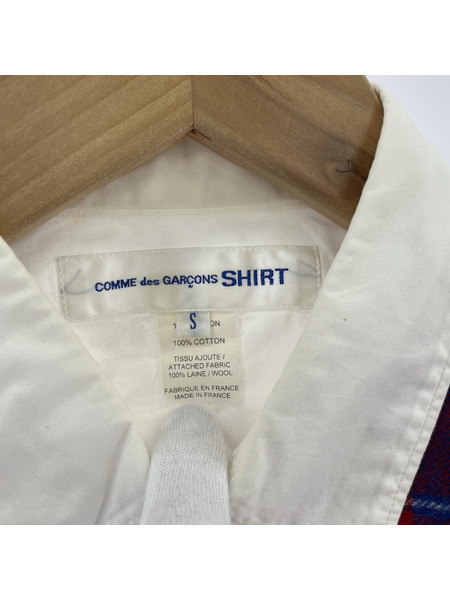 COMME des GARÇONS SHIRT
S
100% COTTON
TISSU AJOUTE /
ATTACHED FABRIC
100% LAINE / WOOL
FABRIQUE EN FRANCE
MADE IN FRANCE